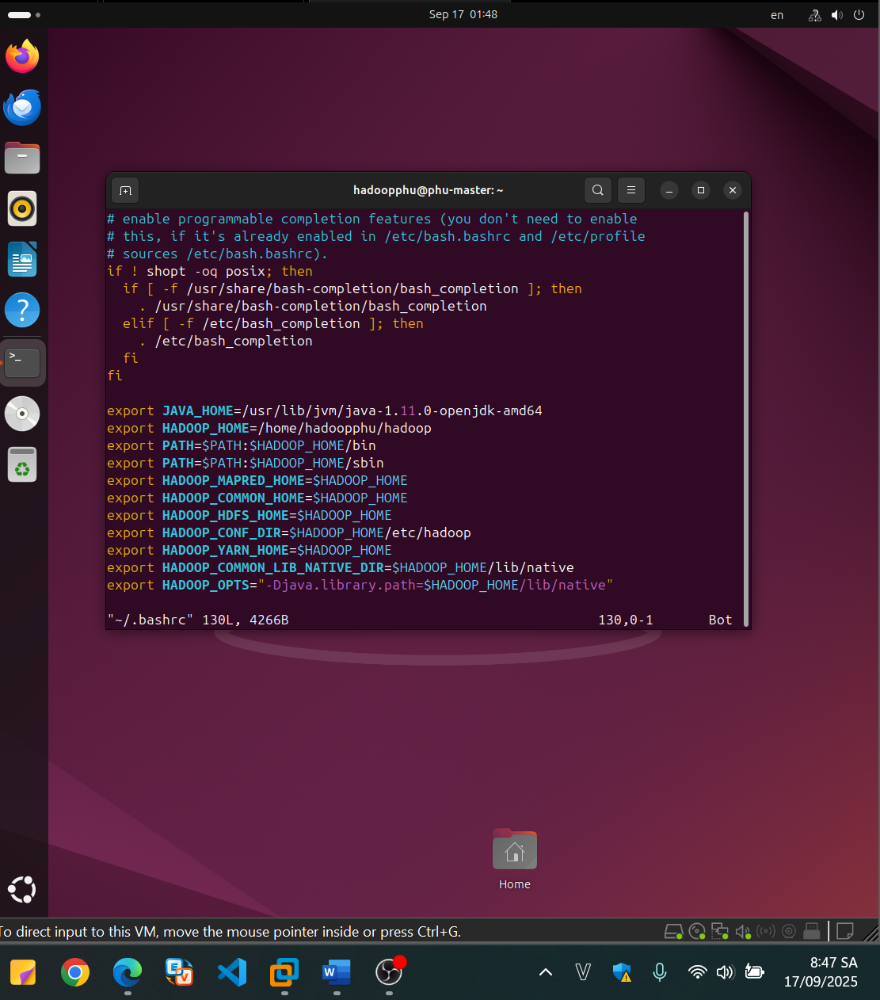 Sep 17 01:48
en
hadoopphu@phu-master: ~
# enable programmable completion features (you don't need to enable
# this, if it's already enabled in /etc/bash.bashrc and /etc/profile
# sources /etc/bash.bashrc).
if ! shopt -oq posix; then
  if [ -f /usr/share/bash-completion/bash_completion ]; then
    . /usr/share/bash-completion/bash_completion
  elif [ -f /etc/bash_completion ]; then
    . /etc/bash_completion
  fi
fi
export JAVA_HOME=/usr/lib/jvm/java-1.11.0-openjdk-amd64
export HADOOP_HOME=/home/hadoopphu/hadoop
export PATH=$PATH:$HADOOP_HOME/bin
export PATH=$PATH:$HADOOP_HOME/sbin
export HADOOP_MAPRED_HOME=$HADOOP_HOME
export HADOOP_COMMON_HOME=$HADOOP_HOME
export HADOOP_HDFS_HOME=$HADOOP_HOME
export HADOOP_CONF_DIR=$HADOOP_HOME/etc/hadoop
export HADOOP_YARN_HOME=$HADOOP_HOME
export HADOOP_COMMON_LIB_NATIVE_DIR=$HADOOP_HOME/lib/native
export HADOOP_OPTS="-Djava.library.path=$HADOOP_HOME/lib/native"
"~/.bashrc" 130L, 4266B 130,0-1 Bot
Home
To direct input to this VM, move the mouse pointer inside or press Ctrl+G.
8:47 SA
17/09/2025